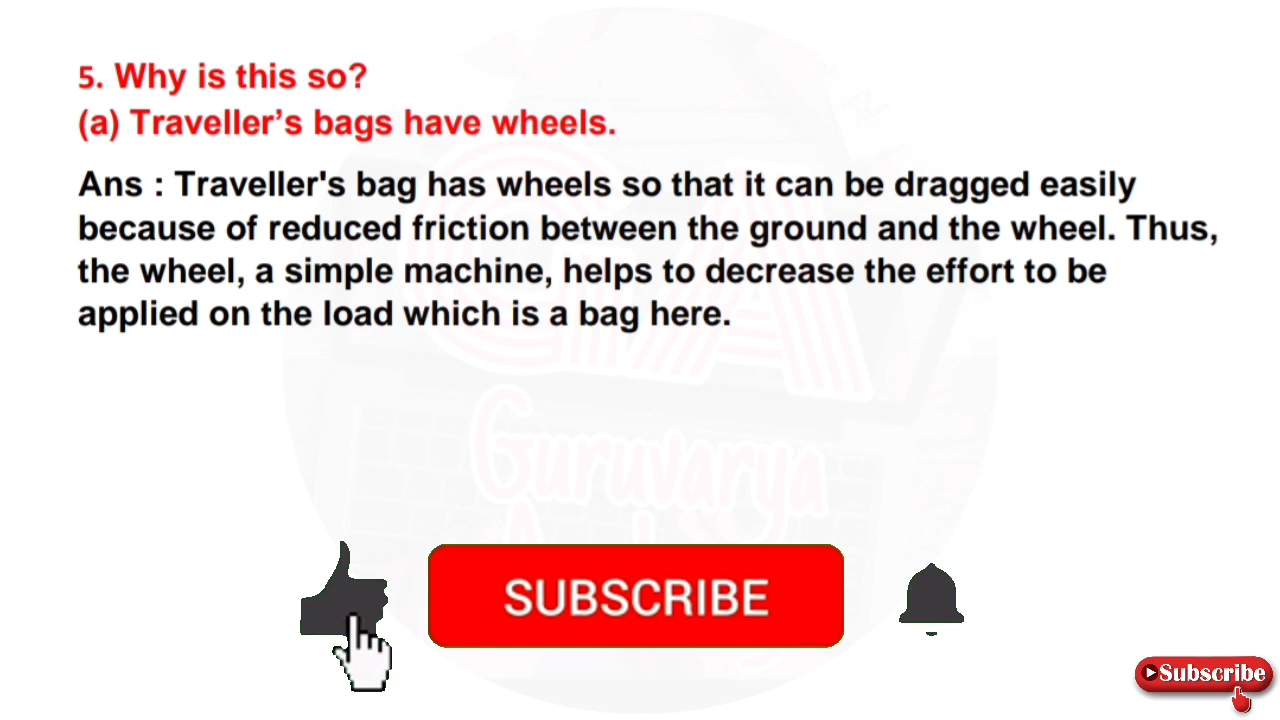 5. Why is this so?
(a) Traveller’s bags have wheels.
Ans : Traveller's bag has wheels so that it can be dragged easily
because of reduced friction between the ground and the wheel. Thus,
the wheel, a simple machine, helps to decrease the effort to be
applied on the load which is a bag here.
GA
Guruvarya
SUBSCRIBE
Subscribe